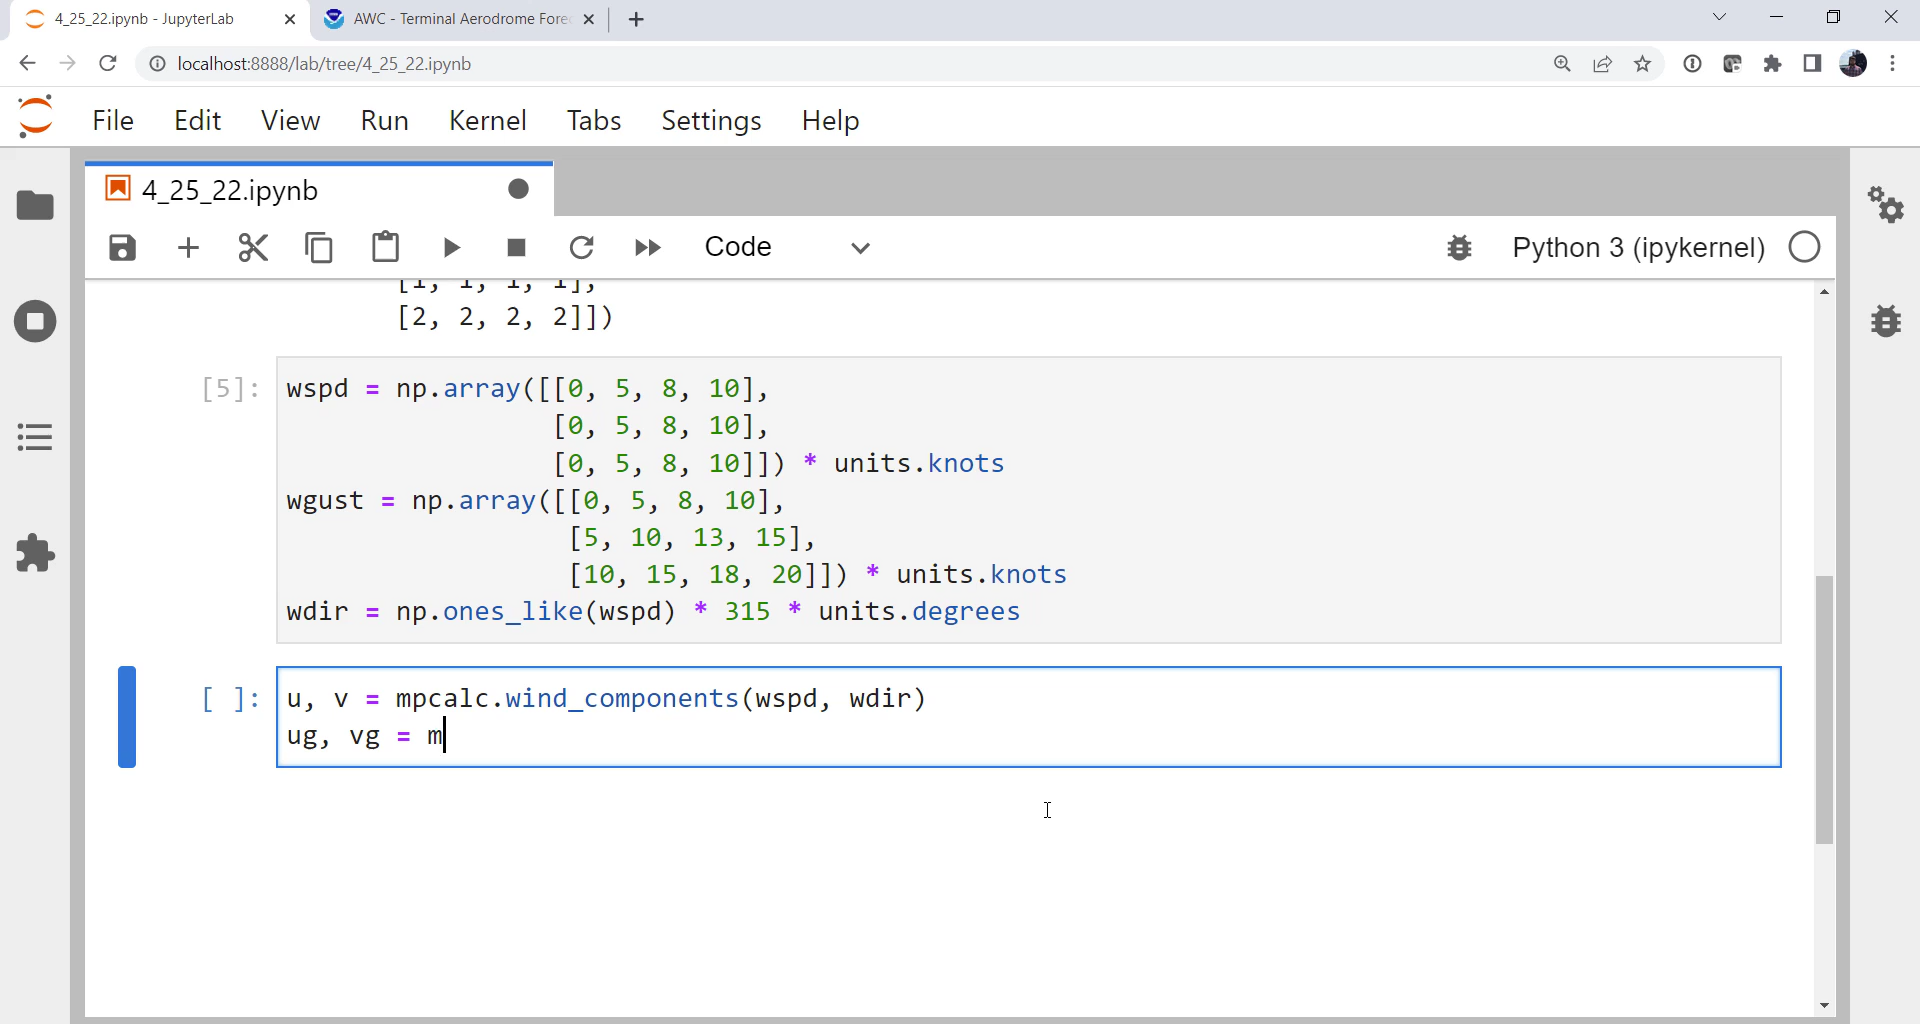 4_25_22.ipynb - JupyterLab
AWC - Terminal Aerodrome Fore
localhost:8888/lab/tree/4_25_22.ipynb
File Edit View Run Kernel Tabs Settings Help
4_25_22.ipynb
Code
Python 3 (ipykernel)
[1, 1, 1, 1],
[2, 2, 2, 2]])
[5]: wspd = np.array([[0, 5, 8, 10],
[0, 5, 8, 10],
[0, 5, 8, 10]]) * units.knots
wgust = np.array([[0, 5, 8, 10],
[5, 10, 13, 15],
[10, 15, 18, 20]]) * units.knots
wdir = np.ones_like(wspd) * 315 * units.degrees
[ ]: u, v = mpcalc.wind_components(wspd, wdir)
ug, vg = m